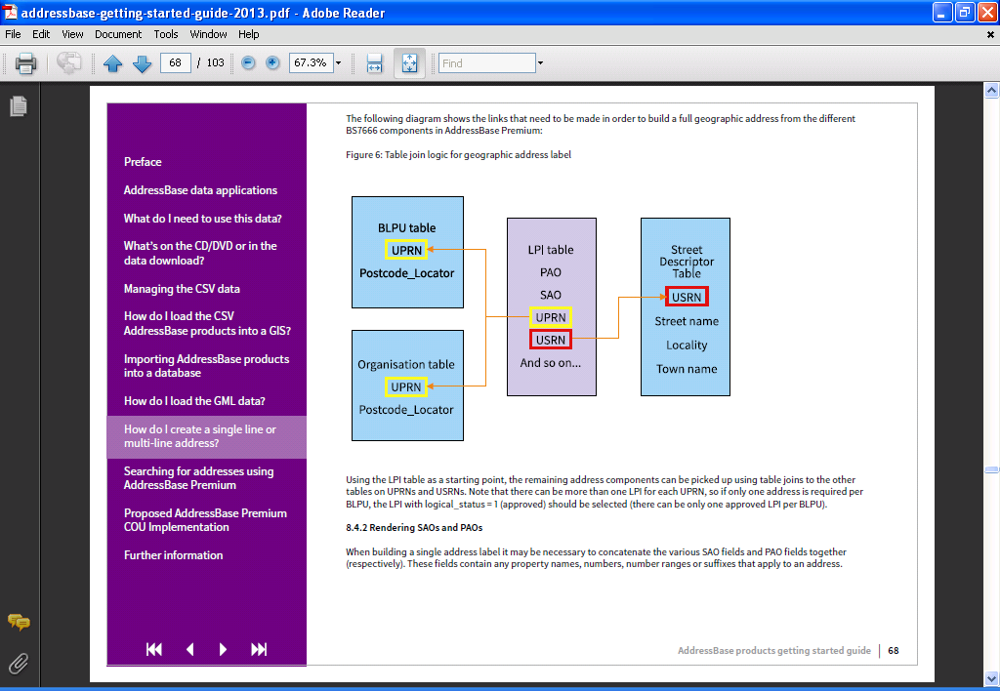 addressbase-getting-started-guide-2013.pdf - Adobe Reader
File Edit View Document Tools Window Help
68 / 103 67.3% Find
Preface
AddressBase data applications
What do I need to use this data?
What's on the CD/DVD or in the
data download?
Managing the CSV data
How do I load the CSV
AddressBase products into a GIS?
Importing AddressBase products
into a database
How do I load the GML data?
How do I create a single line or
multi-line address?
Searching for addresses using
AddressBase Premium
Proposed AddressBase Premium
COU Implementation
Further information
The following diagram shows the links that need to be made in order to build a full geographic address from the different
BS7666 components in AddressBase Premium:
Figure 6: Table join logic for geographic address label
BLPU table
UPRN
Postcode_Locator
Organisation table
UPRN
Postcode_Locator
LPI table
PAO
SAO
UPRN
USRN
And so on...
Street
Descriptor
Table
USRN
Street name
Locality
Town name
Using the LPI table as a starting point, the remaining address components can be picked up using table joins to the other
tables on UPRNs and USRNs. Note that there can be more than one LPI for each UPRN, so if only one address is required per
BLPU, the LPI with logical_status = 1 (approved) should be selected (there can be only one approved LPI per BLPU).
8.4.2 Rendering SAOs and PAOs
When building a single address label it may be necessary to concatenate the various SAO fields and PAO fields together
(respectively). These fields contain any property names, numbers, number ranges or suffixes that apply to an address.
AddressBase products getting started guide 68